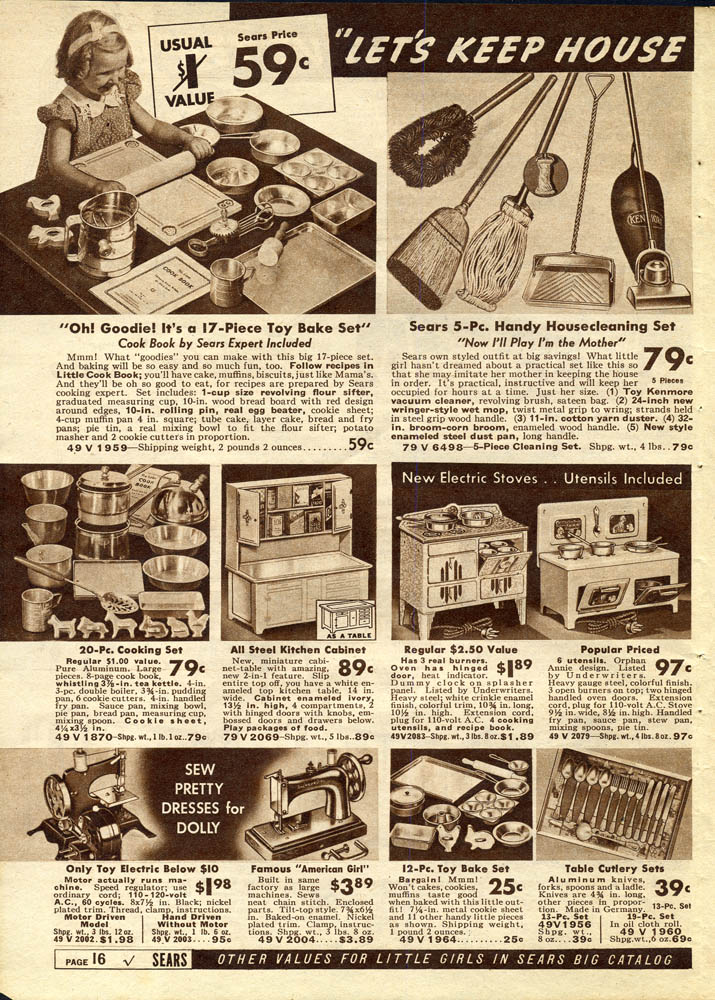 USUAL
$1
VALUE
Sears Price
59c
"LET'S KEEP HOUSE
COOK BOOK
KENMORE
"Oh! Goodie! It's a 17-Piece Toy Bake Set"
Cook Book by Sears Expert Included
Mmm! What "goodies" you can make with this big 17-piece set.
And baking will be so easy and so much fun, too. Follow recipes in
Little Cook Book; you'll have cake, muffins, biscuits, just like Mama's.
And they'll be oh so good to eat, for recipes are prepared by Sears
cooking expert. Set includes: 1-cup size revolving flour sifter,
graduated measuring cup, 10-in. wood bread board with red design
around edges, 10-in. rolling pin, real egg beater, cookie sheet;
4-cup muffin pan 4 in. square; tube cake, layer cake, bread and fry
pans; pie tin, a real mixing bowl to fit the flour sifter; potato
masher and 2 cookie cutters in proportion.
49 V 1959—Shipping weight, 2 pounds 2 ounces.........59c
Sears 5-Pc. Handy Housecleaning Set
"Now I'll Play I'm the Mother"
Sears own styled outfit at big savings! What little
girl hasn't dreamed about a practical set like this so
that she may imitate her mother in keeping the house
in order. It's practical, instructive and will keep her
occupied for hours at a time. Just her size. (1) Toy Kenmore
vacuum cleaner, revolving brush, sateen bag. (2) 24-inch new
wringer-style wet mop, twist metal grip to wring; strands held
in steel grip wood handle. (3) 11-in. cotton yarn duster. (4) 32-
in. broom-corn broom, enameled wood handle. (5) New style
enameled steel dust pan, long handle.
79 V 6498—5-Piece Cleaning Set. Shpg. wt., 4 lbs..79c
79c
5 Pieces
COOK BOOK
20-Pc. Cooking Set
Regular $1.00 value.
Pure Aluminum. Large
pieces. 8-page cook book,
whistling 3⅜-in. tea kettle. 4-in.
3-pc. double boiler, 3¾-in. pudding
pan, 6 cookie cutters, 4-in. handled
fry pan. Sauce pan, mixing bowl,
pie pan, bread pan, measuring cup,
mixing spoon. Cookie sheet,
4¼x3½ in.
49 V 1870—Shpg. wt., 1 lb. 1 oz..79c
79c
AS A TABLE
All Steel Kitchen Cabinet
New, miniature cabi-
net-table with amazing,
new 2-in-1 feature. Slip
entire top off, you have a white en-
ameled top kitchen table, 14 in.
wide. Cabinet enameled ivory,
13½ in. high, 4 compartments, 2
with hinged doors with knobs, em-
bossed doors and drawers below.
Play packages of food.
79 V 2069—Shpg. wt., 5 lbs..89c
89c
New Electric Stoves . . Utensils Included
Regular $2.50 Value
Has 3 real burners.
Oven has hinged
door, heat indicator.
Dummy clock on splasher
panel. Listed by Underwriters.
Heavy steel; white crinkle enamel
finish, colorful trim, 10¾ in. long,
10½ in. high. Extension cord,
plug for 110-volt A.C. 4 cooking
utensils, and recipe book.
49V2083—Shpg. wt., 3 lbs. 8 oz. $1.89
$1 89
Popular Priced
6 utensils. Orphan
Annie design. Listed
by Underwriters.
Heavy gauge steel, colorful finish.
3 open burners on top; two hinged
handled oven doors. Extension
cord, plug for 110-volt A.C. Stove
9½ in. wide, 8½ in. high. Handled
fry pan, sauce pan, stew pan,
mixing spoons, pie tin.
49 V 2079—Shpg. wt., 4 lbs. 8 oz. 97c
97c
SEW
PRETTY
DRESSES for
DOLLY
Only Toy Electric Below $10
Motor actually runs ma-
chine. Speed regulator; use
ordinary cord; 110-120-volt
A.C., 60 cycles. 8x7½ in. Black; nickel
plated trim. Thread, clamp, instructions.
$1 98
Motor Driven
Model
Shpg. wt., 3 lbs. 12 oz.
49 V 2002..$1.98
Hand Driven
Without Motor
Shpg. wt., 1 lb. 6 oz.
49 V 2003....95c
Famous "American Girl"
Built in same
factory as large
machines. Sews
neat chain stitch. Enclosed
parts. Tilt-top style. 7¾x6½
in. Baked-on enamel. Nickel
plated trim. Clamp, instruc-
tions. Shpg. wt., 3 lbs. 8 oz.
49 V 2004........$3.89
$3 89
12-Pc. Toy Bake Set
Bargain! Mmm!
Won't cakes, cookies,
muffins taste good
when baked with this little out-
fit! 7¼-in. metal cookie sheet
and 11 other handy little pieces
as shown. Shipping weight,
1 pound 2 ounces.
49 V 1964.........25c
25c
Table Cutlery Sets
Aluminum knives,
forks, spoons and a ladle.
Knives are 4¾ in. long,
other pieces in propor-
tion. Made in Germany.
39c
13-Pc. Set
13-Pc. Set
49V1956
Shpg. wt.,
8 oz...39c
19-Pc. Set
In oil cloth roll.
49 V 1960
Shpg. wt., 6 oz. 69c
PAGE 16 ✓ SEARS OTHER VALUES FOR LITTLE GIRLS IN SEARS BIG CATALOG